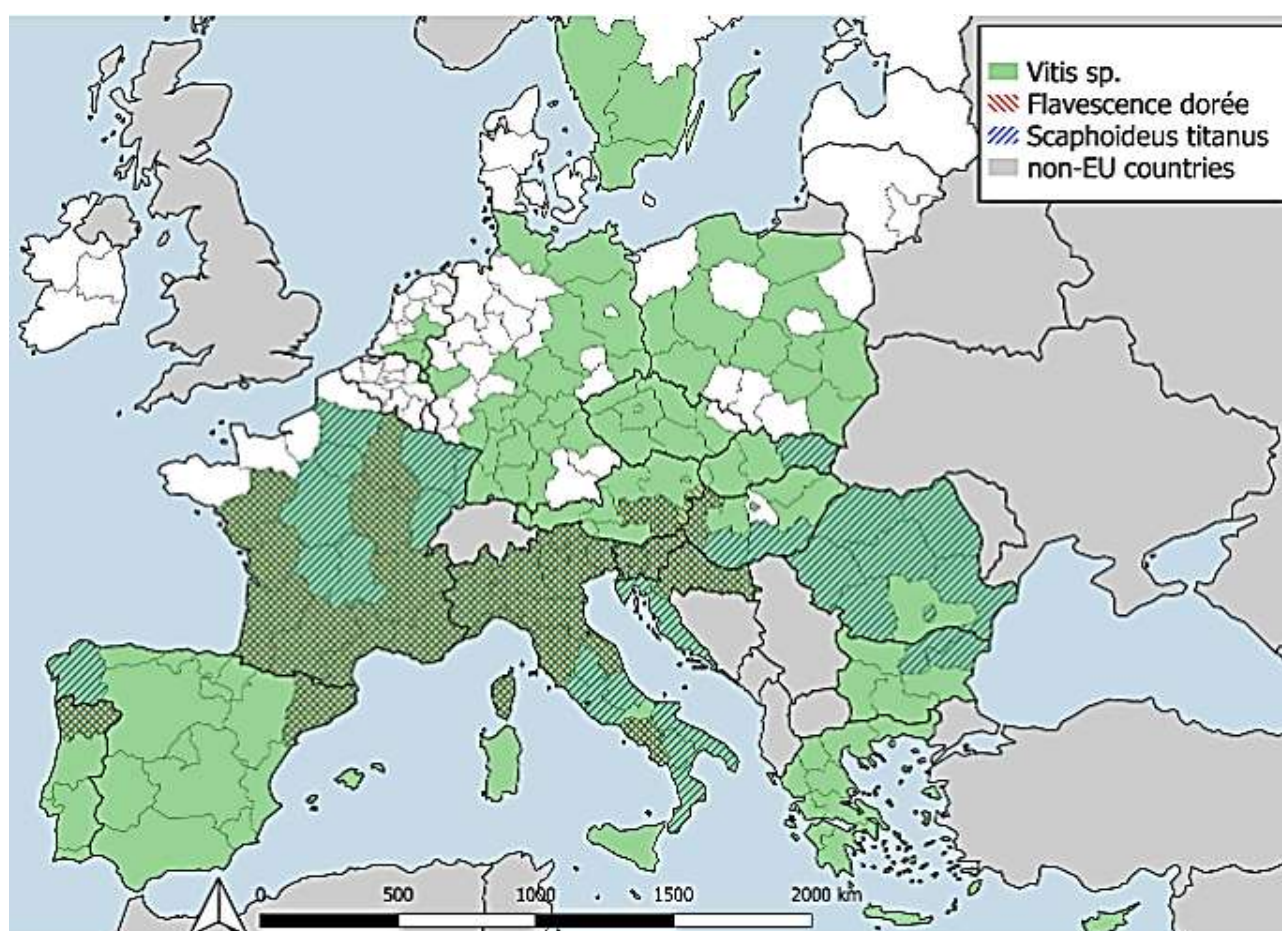 Vitis sp.
Flavescence dorée
Scaphoideus titanus
non-EU countries
0 500 1000 1500 2000 km